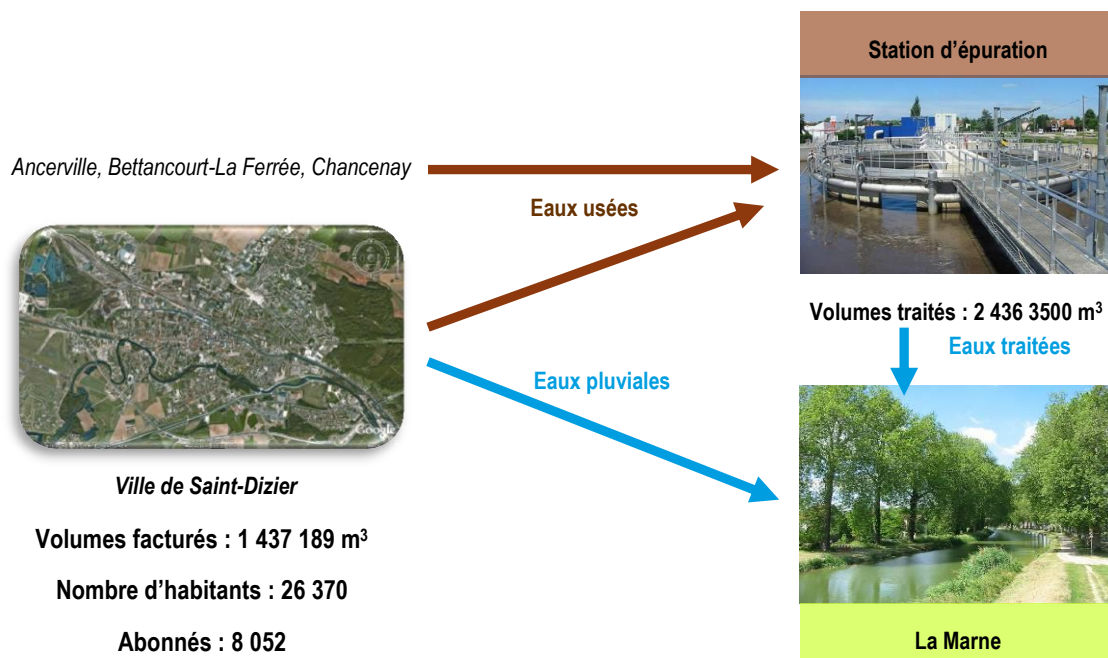 Station d'épuration
Ancerville, Bettancourt-La Ferrée, Chancenay
Eaux usées
Volumes traités : 2 436 3500 m³
Eaux traitées
Eaux pluviales
Google
Ville de Saint-Dizier
Volumes facturés : 1 437 189 m³
Nombre d'habitants : 26 370
Abonnés : 8 052
La Marne